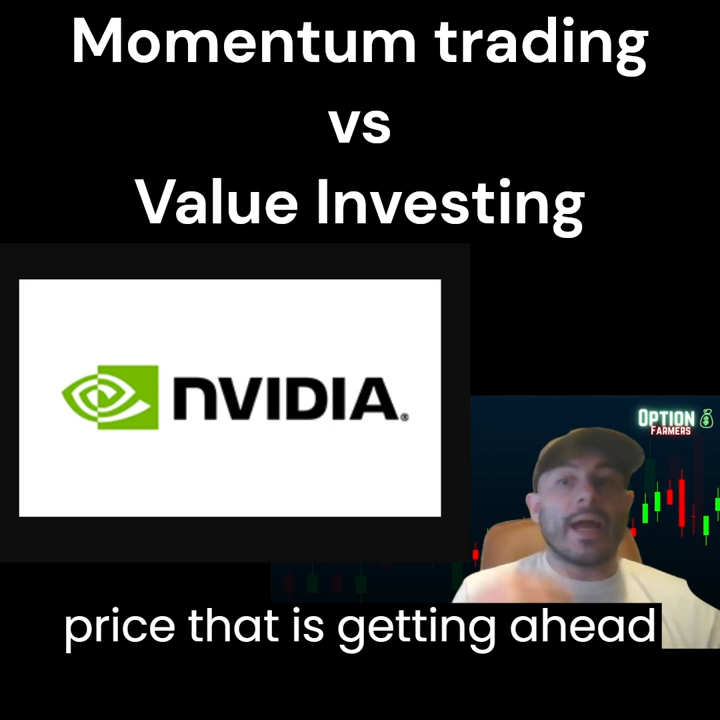 Momentum trading
vs
Value Investing
NVIDIA®
OPTION
FARMERS
price that is getting ahead